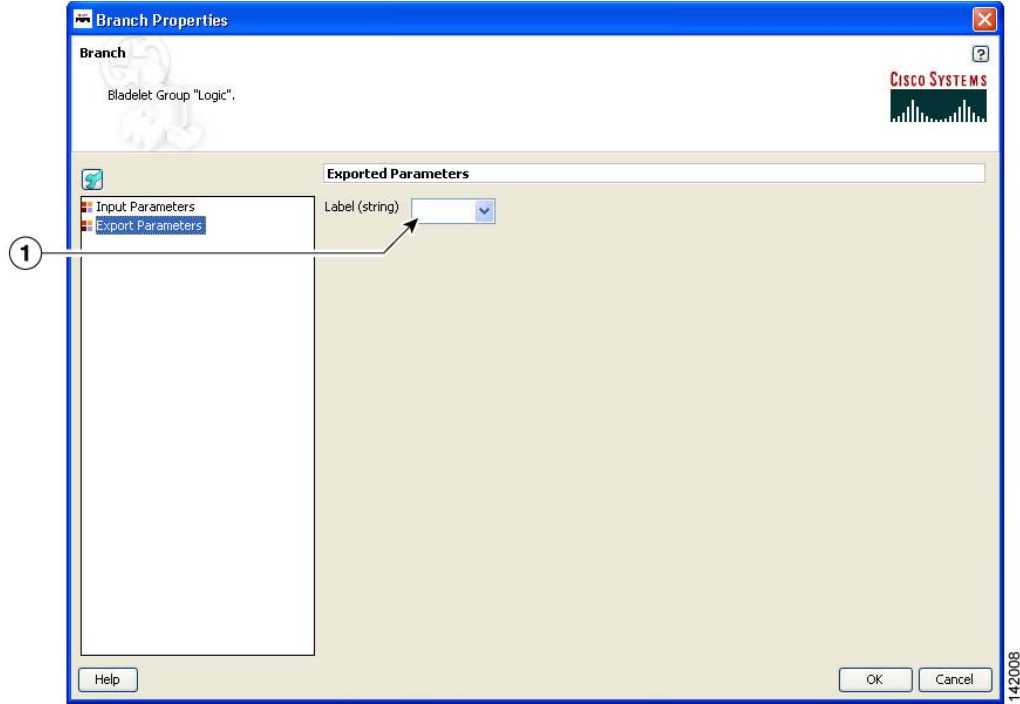 Branch Properties
Branch
?
CISCO SYSTEMS
Bladelet Group "Logic".
Exported Parameters
Input Parameters
Label (string)
Export Parameters
1
Help
OK
Cancel
142008